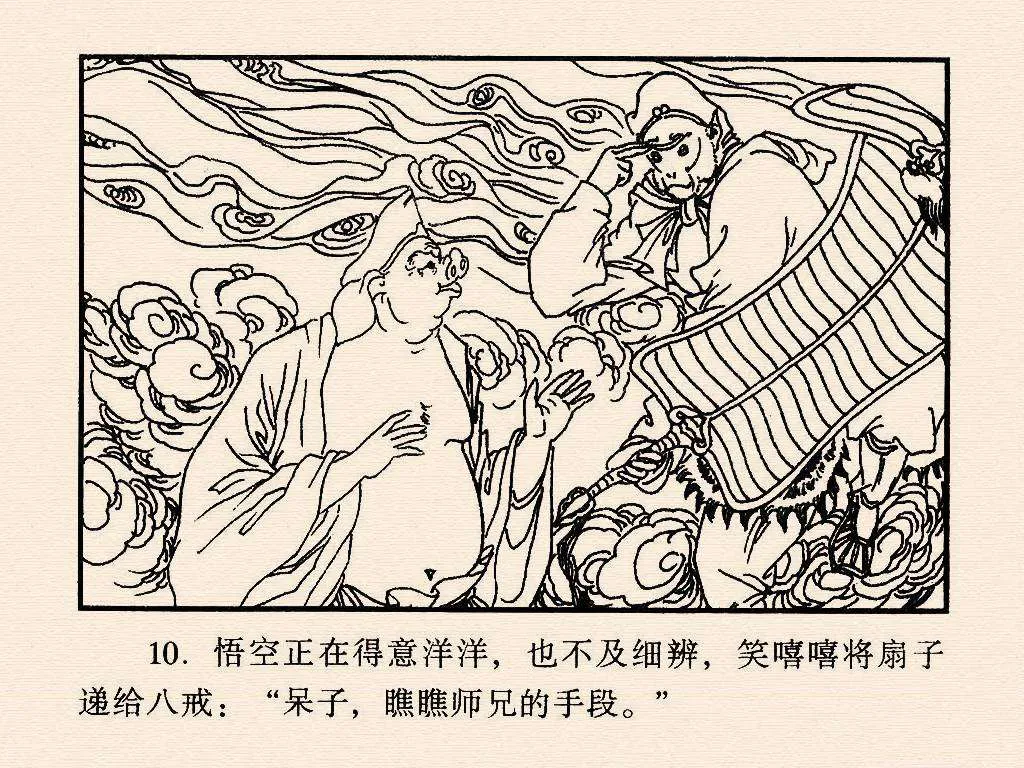 10. 悟空正在得意洋洋，也不及细辨，笑嘻嘻将扇子
递给八戒：“呆子，瞧瞧师兄的手段。”